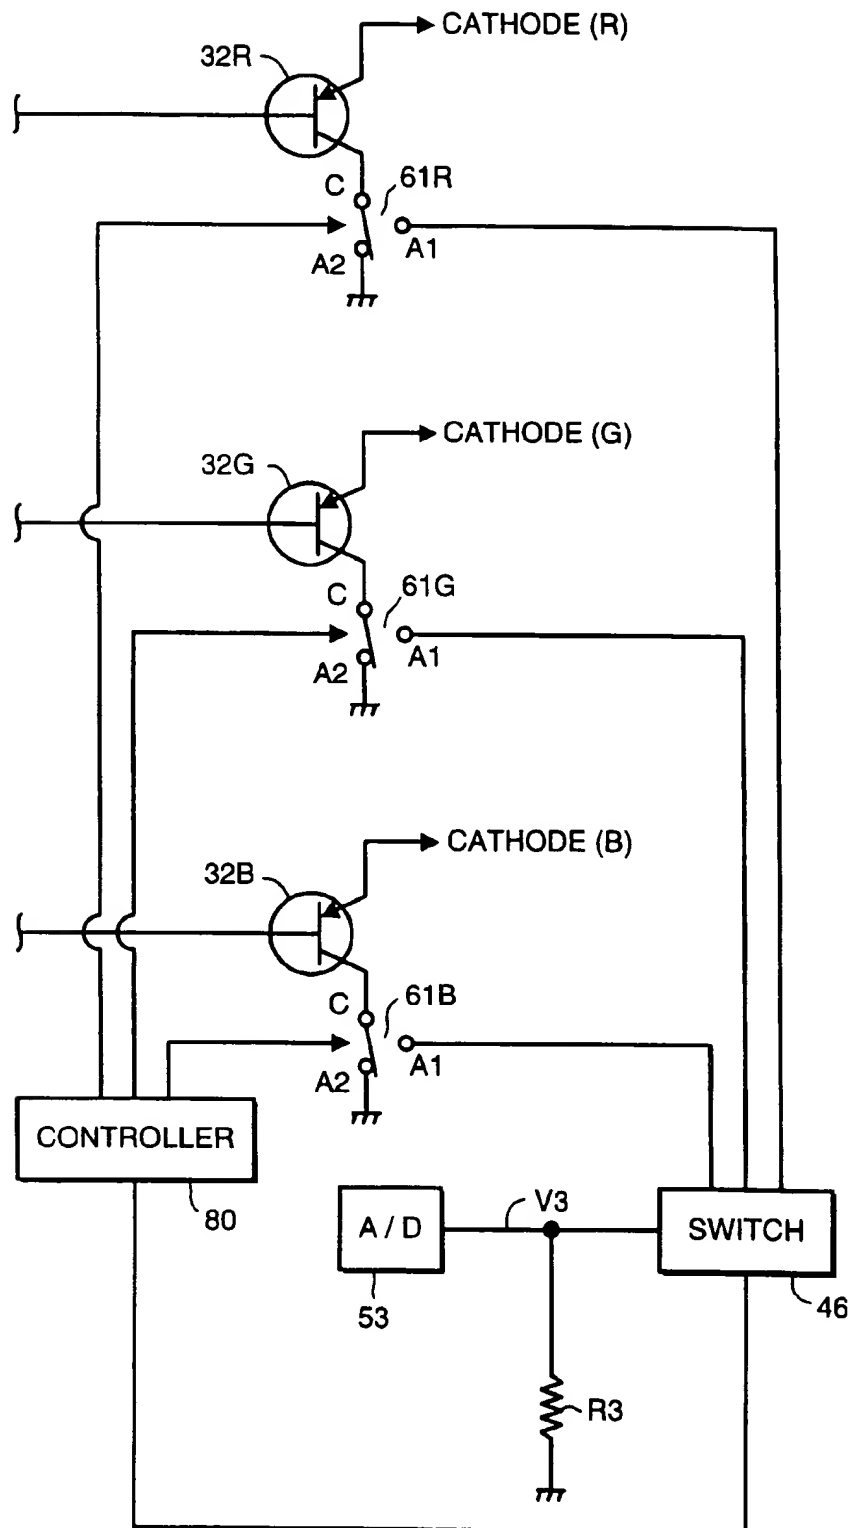 CATHODE (R)
32R
C
61R
A2
A1
CATHODE (G)
32G
C
61G
A2
A1
CATHODE (B)
32B
C
61B
A2
A1
CONTROLLER
80
A / D
53
V3
SWITCH
46
R3